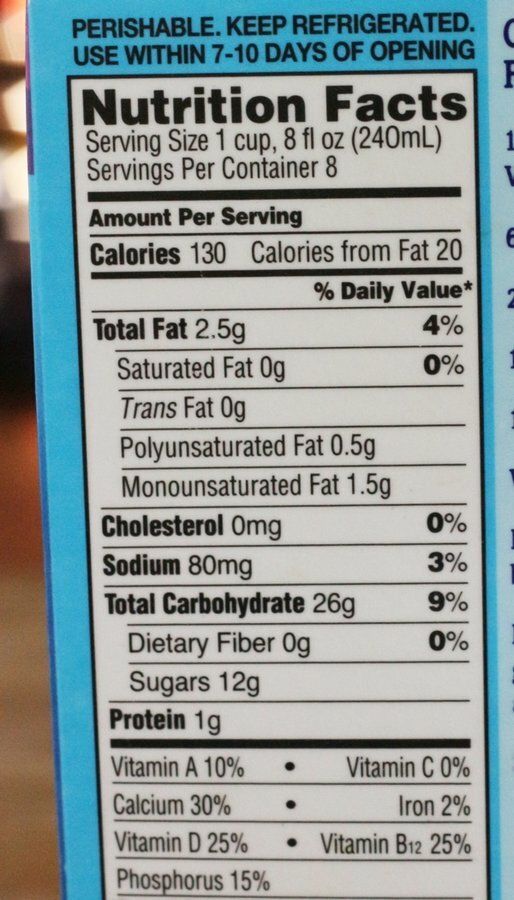 PERISHABLE. KEEP REFRIGERATED.
USE WITHIN 7-10 DAYS OF OPENING
Nutrition Facts
Serving Size 1 cup, 8 fl oz (240mL)
Servings Per Container 8
Amount Per Serving
Calories 130 Calories from Fat 20
% Daily Value*
Total Fat 2.5g 4%
Saturated Fat 0g 0%
Trans Fat 0g
Polyunsaturated Fat 0.5g
Monounsaturated Fat 1.5g
Cholesterol 0mg 0%
Sodium 80mg 3%
Total Carbohydrate 26g 9%
Dietary Fiber 0g 0%
Sugars 12g
Protein 1g
Vitamin A 10% • Vitamin C 0%
Calcium 30% • Iron 2%
Vitamin D 25% • Vitamin B12 25%
Phosphorus 15%